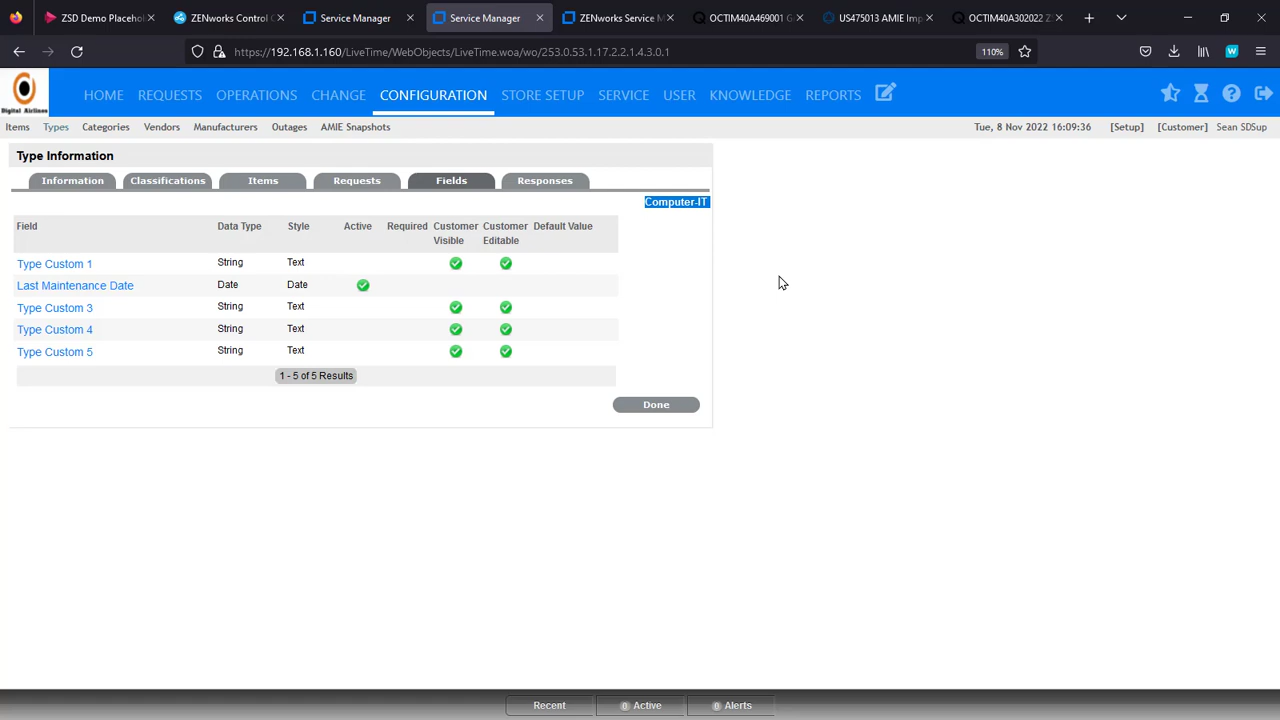 ZSD Demo Placehol
ZENworks Control C
Service Manager
Service Manager
ZENworks Service M
OCTIM40A469001 G
US475013 AMIE Imp
OCTIM40A302022 Z
https://192.168.1.160/LiveTime/WebObjects/LiveTime.woa/wo/253.0.53.1.17.2.2.1.4.3.0.1
110%
Digital Airlines
HOME REQUESTS OPERATIONS CHANGE CONFIGURATION STORE SETUP SERVICE USER KNOWLEDGE REPORTS
Items Types Categories Vendors Manufacturers Outages AMIE Snapshots
Tue, 8 Nov 2022 16:09:36 [Setup] [Customer] Sean SDSup
Type Information
Information Classifications Items Requests Fields Responses
Computer-IT
Field Data Type Style Active Required Customer Visible Customer Editable Default Value
Type Custom 1 String Text
Last Maintenance Date Date Date
Type Custom 3 String Text
Type Custom 4 String Text
Type Custom 5 String Text
1 - 5 of 5 Results
Done
Recent 0 Active 0 Alerts